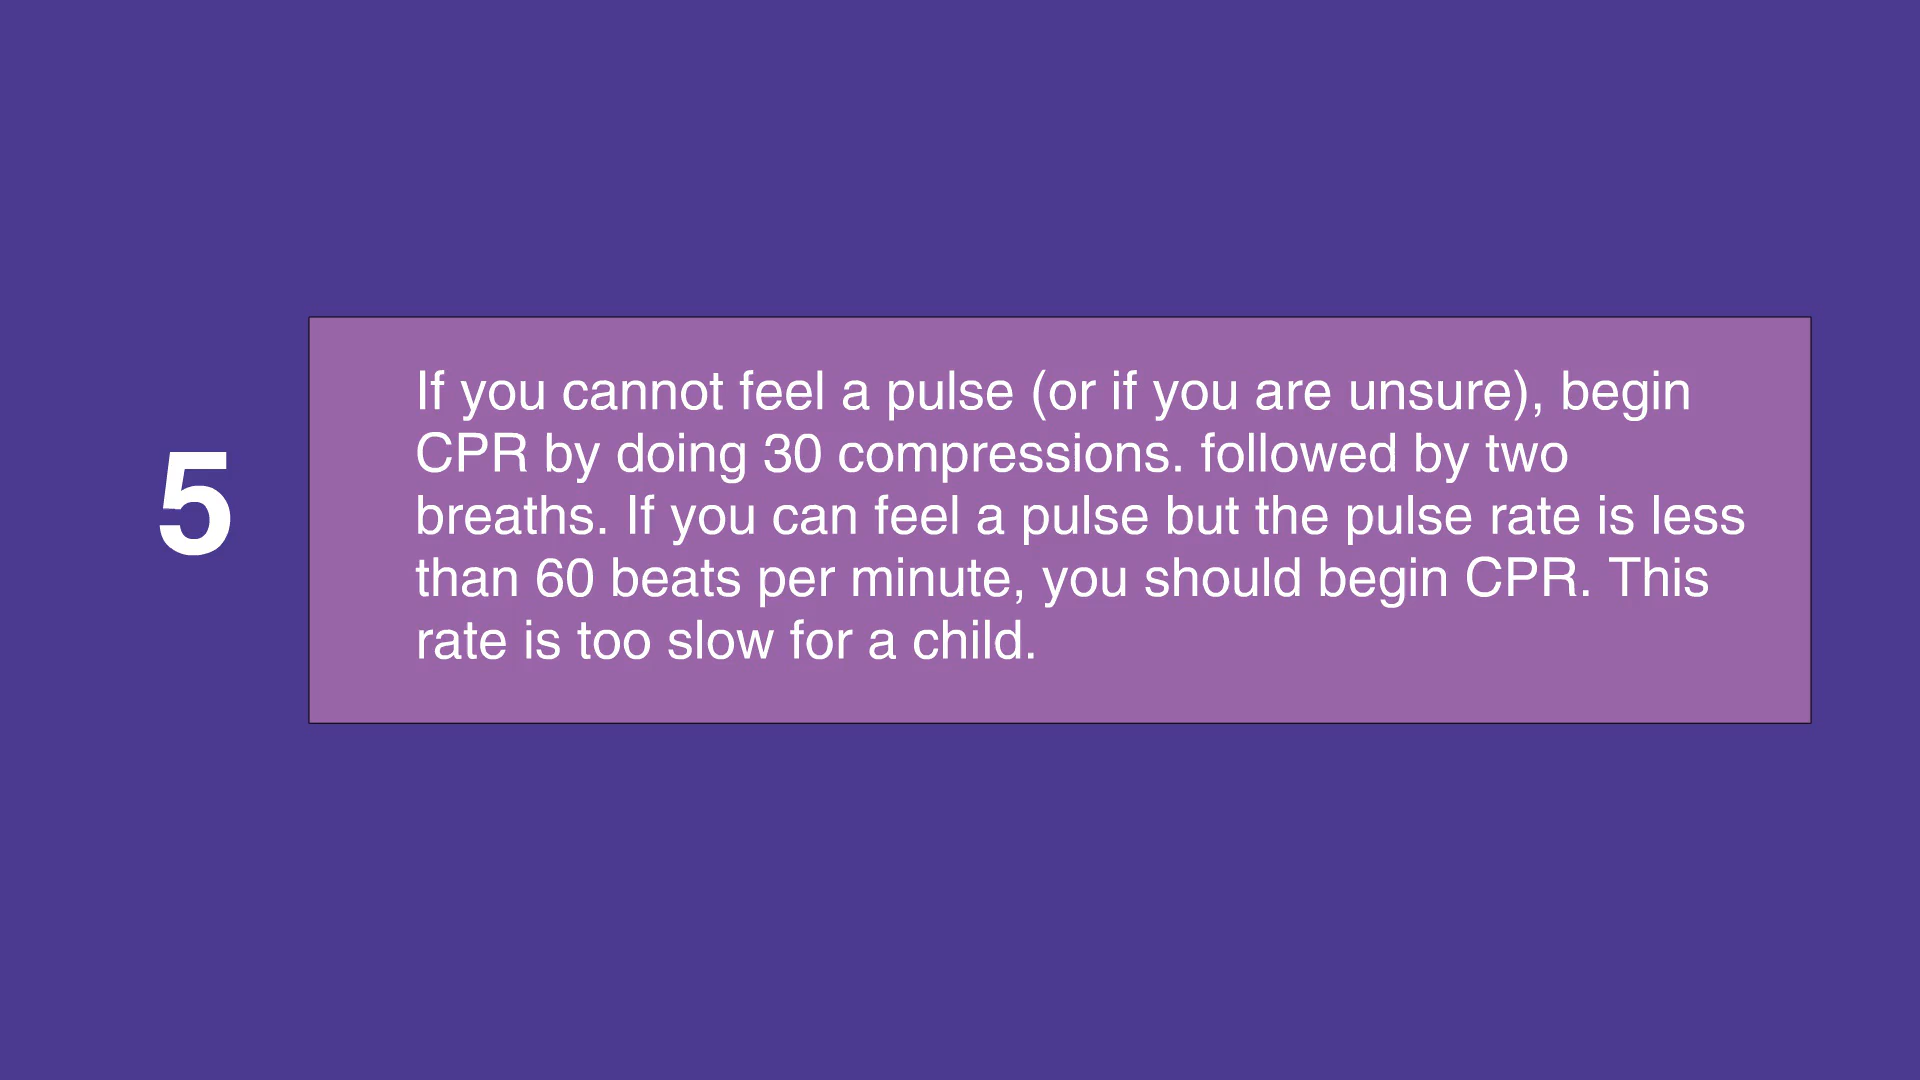 5
If you cannot feel a pulse (or if you are unsure), begin
CPR by doing 30 compressions. followed by two
breaths. If you can feel a pulse but the pulse rate is less
than 60 beats per minute, you should begin CPR. This
rate is too slow for a child.